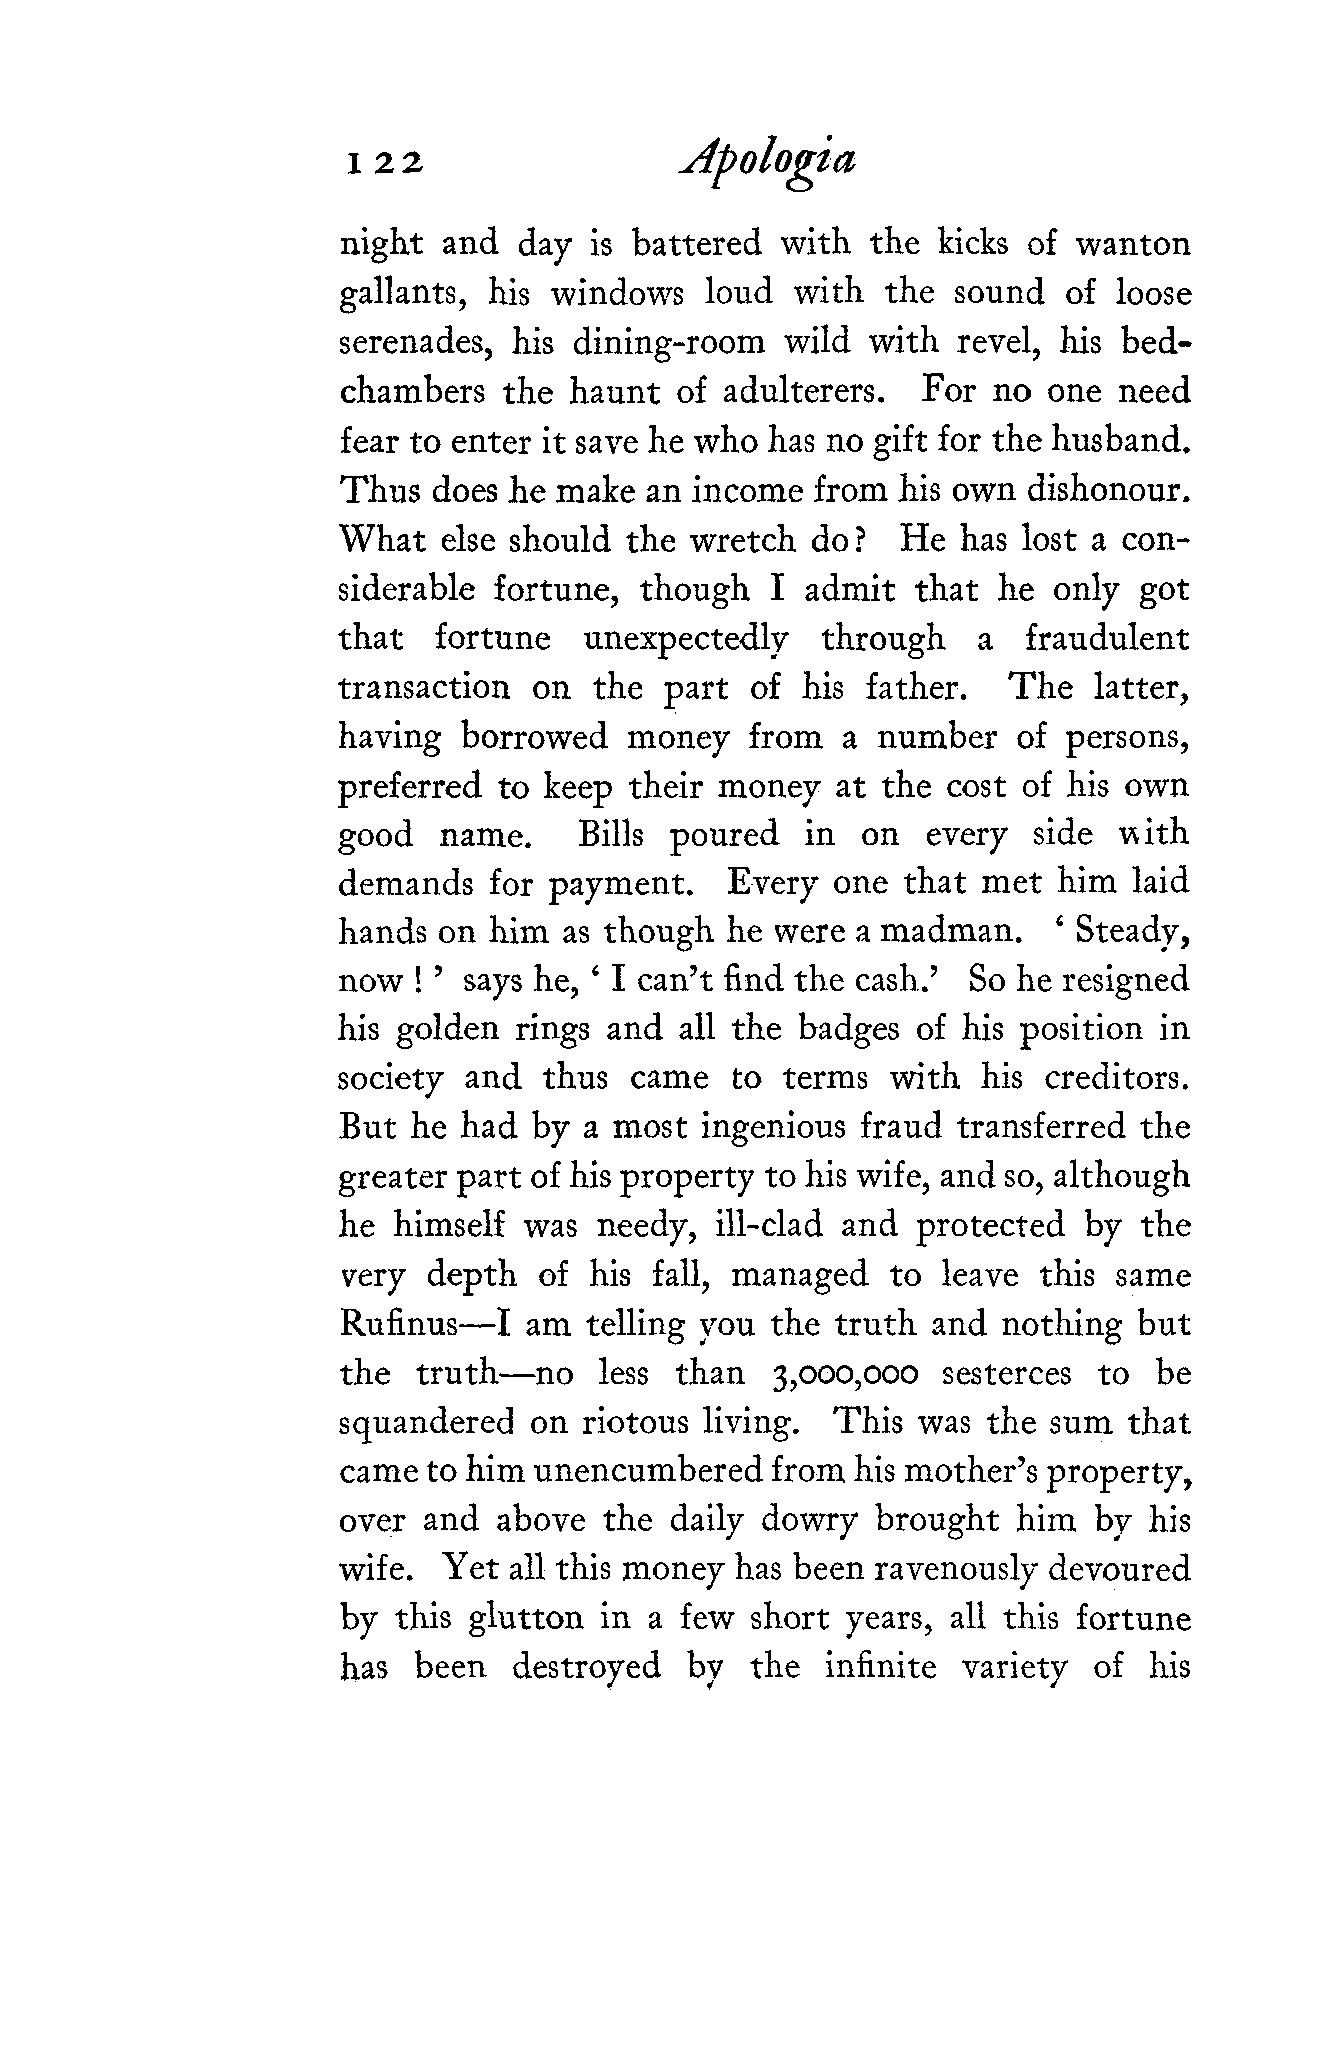 122 Apologia
night and day is battered with the kicks of wanton
gallants, his windows loud with the sound of loose
serenades, his dining-room wild with revel, his bed-
chambers the haunt of adulterers. For no one need
fear to enter it save he who has no gift for the husband.
Thus does he make an income from his own dishonour.
What else should the wretch do? He has lost a con-
siderable fortune, though I admit that he only got
that fortune unexpectedly through a fraudulent
transaction on the part of his father. The latter,
having borrowed money from a number of persons,
preferred to keep their money at the cost of his own
good name. Bills poured in on every side with
demands for payment. Every one that met him laid
hands on him as though he were a madman. ‘ Steady,
now ! ’ says he, ‘ I can’t find the cash.’ So he resigned
his golden rings and all the badges of his position in
society and thus came to terms with his creditors.
But he had by a most ingenious fraud transferred the
greater part of his property to his wife, and so, although
he himself was needy, ill-clad and protected by the
very depth of his fall, managed to leave this same
Rufinus—I am telling you the truth and nothing but
the truth—no less than 3,000,000 sesterces to be
squandered on riotous living. This was the sum that
came to him unencumbered from his mother’s property,
over and above the daily dowry brought him by his
wife. Yet all this money has been ravenously devoured
by this glutton in a few short years, all this fortune
has been destroyed by the infinite variety of his